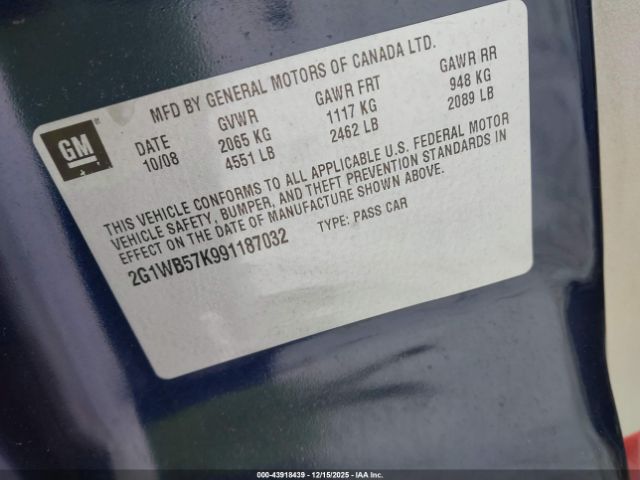 MFD BY GENERAL MOTORS OF CANADA LTD.
GM
DATE GVWR GAWR FRT GAWR RR
10/08 2065 KG 1117 KG 948 KG
4551 LB 2462 LB 2089 LB
THIS VEHICLE CONFORMS TO ALL APPLICABLE U.S. FEDERAL MOTOR
VEHICLE SAFETY, BUMPER, AND THEFT PREVENTION STANDARDS IN
EFFECT ON THE DATE OF MANUFACTURE SHOWN ABOVE.
2G1WB57K991187032 TYPE: PASS CAR
000-43918439 - 12/15/2025 - IAA Inc.